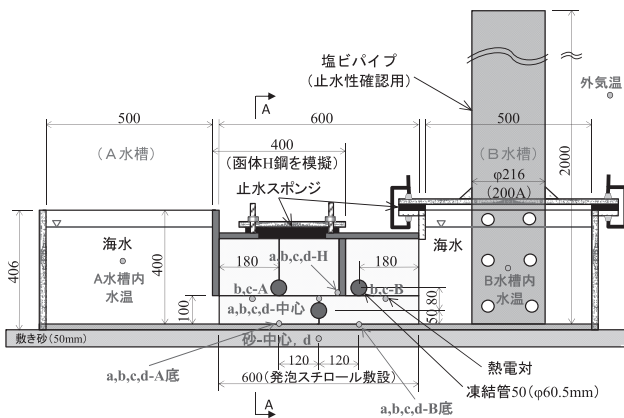 A
塩ビパイプ
（止水性確認用）
外気温
500
600
500
（A水槽）
400
（B水槽）
2000
（函体H鋼を模擬）
φ216
（200A）
止水スポンジ
海水
400
180
a,b,c,d-H
180
海水
406
A水槽内
水温
b,c-A
b,c-B
B水槽内
水温
100
a,b,c,d-中心
50 80
敷き砂（50mm）
砂-中心, d
120
120
熱電対
a,b,c,d-A底
600（発泡スチロール敷設）
凍結管50（φ60.5mm）
A
a,b,c,d-B底